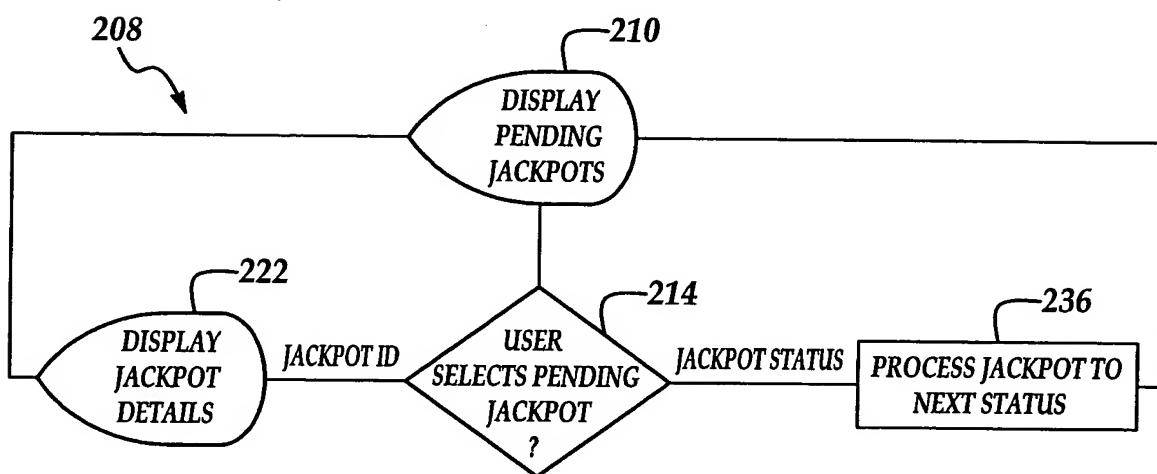 208
210
DISPLAY
PENDING
JACKPOTS
222
214
236
DISPLAY
JACKPOT
DETAILS
JACKPOT ID
USER
SELECTS PENDING
JACKPOT
?
JACKPOT STATUS
PROCESS JACKPOT TO
NEXT STATUS